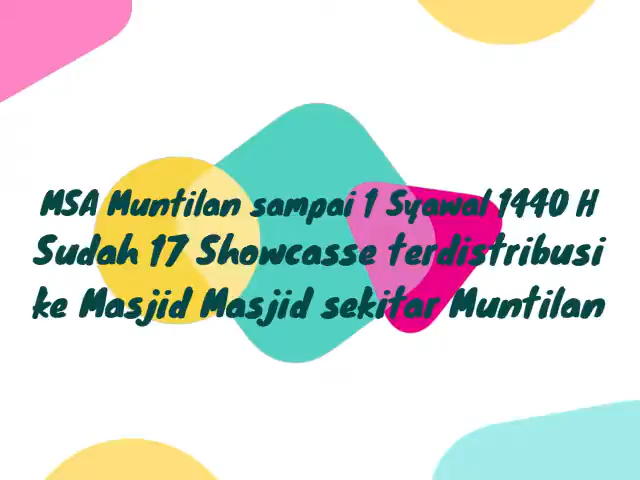 MSA Muntilan sampai 1 Syawal 1440 H
Sudah 17 Showcasse terdistribusi
ke Masjid Masjid sekitar Muntilan